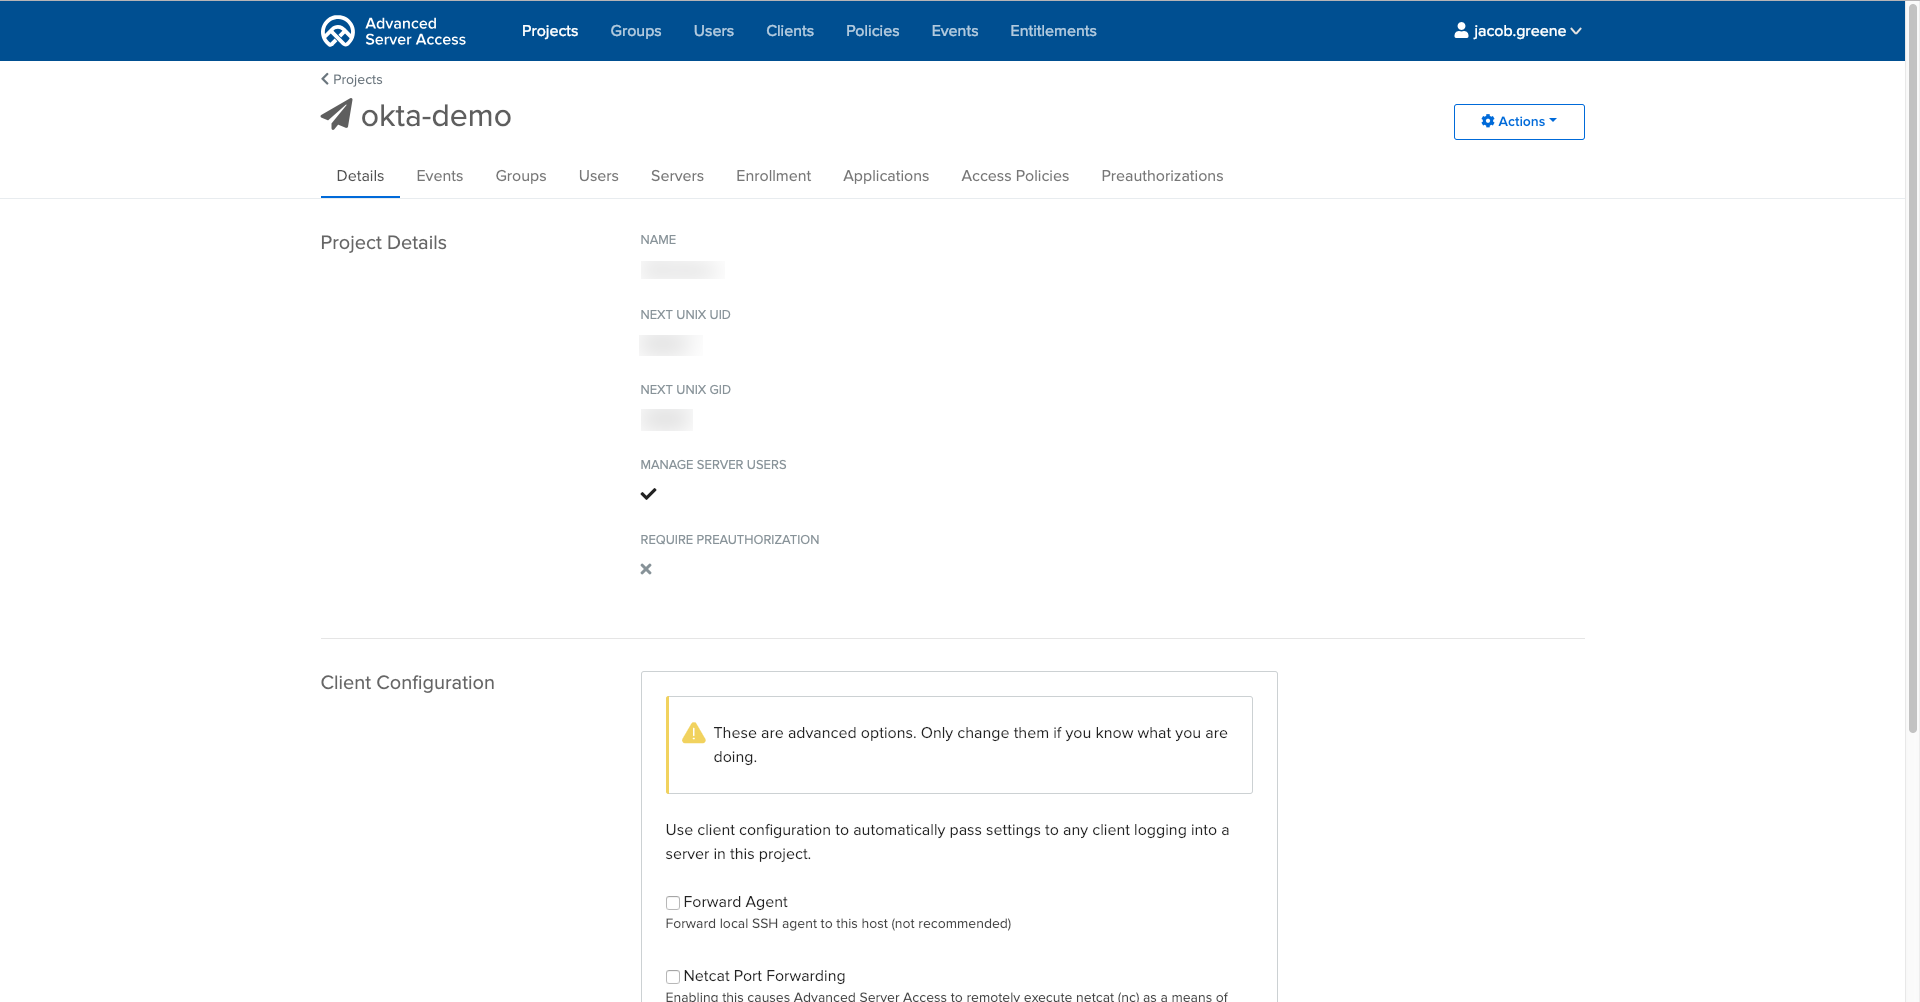 Advanced
Server Access
Projects Groups Users Clients Policies Events Entitlements
jacob.greene
Projects
okta-demo
Actions
Details Events Groups Users Servers Enrollment Applications Access Policies Preauthorizations
Project Details
NAME
NEXT UNIX UID
NEXT UNIX GID
MANAGE SERVER USERS
REQUIRE PREAUTHORIZATION
Client Configuration
These are advanced options. Only change them if you know what you are
doing.
Use client configuration to automatically pass settings to any client logging into a
server in this project.
Forward Agent
Forward local SSH agent to this host (not recommended)
Netcat Port Forwarding
Enabling this causes Advanced Server Access to remotely execute netcat (nc) as a means of